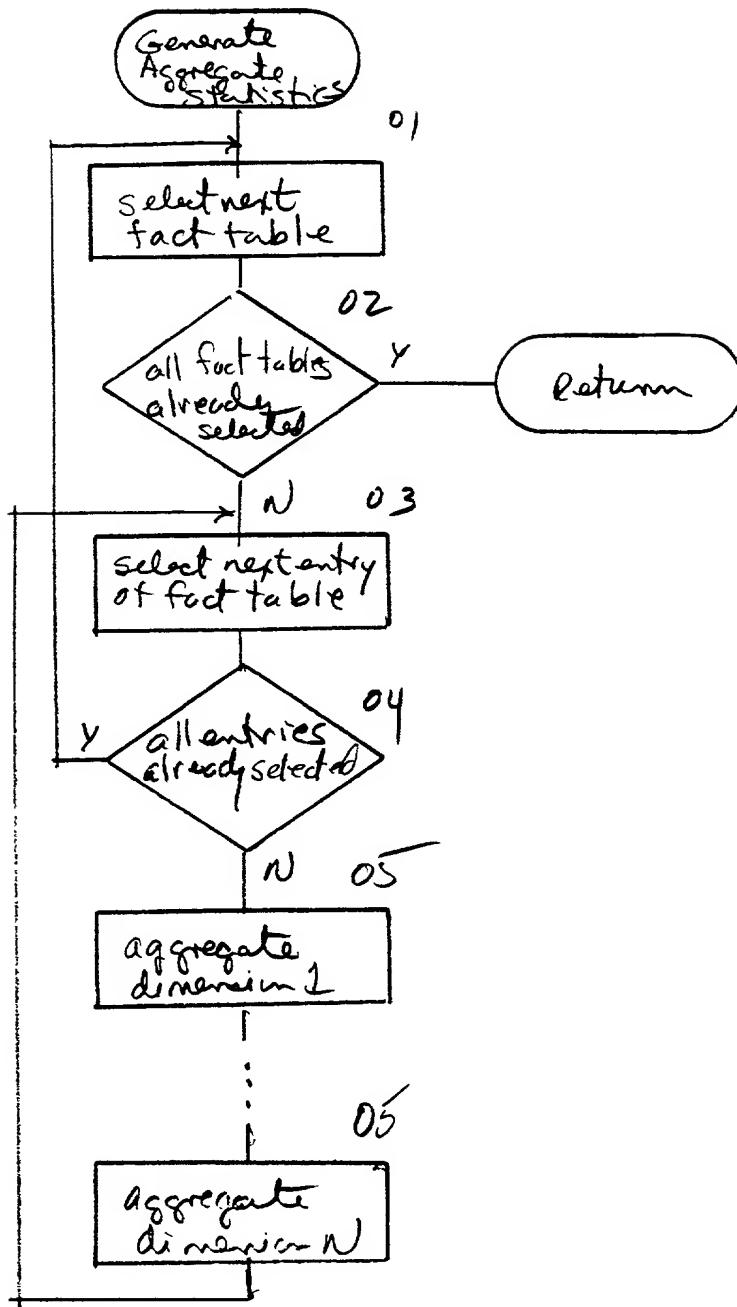 Generate
Aggregate
Statistics
01
select next
fact table
02
all fact tables
already
selected
Y
Return
N
03
select next entry
of fact table
04
Y
all entries
already selected
N
05
aggregate
dimension 1
05
aggregate
dimension N